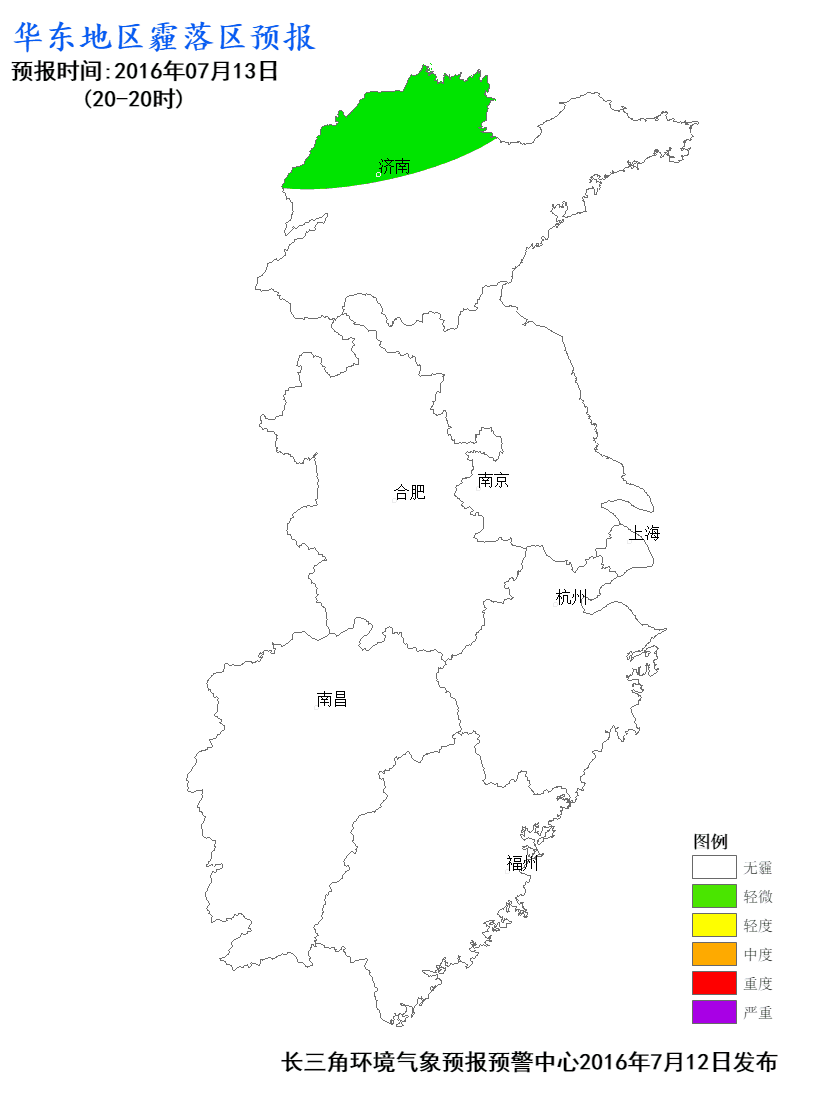 华东地区霾落区预报
预报时间:2016年07月13日
(20-20时)
济南
合肥
南京
上海
杭州
南昌
福州
图例
无霾
轻微
轻度
中度
重度
严重
长三角环境气象预报预警中心2016年7月12日发布